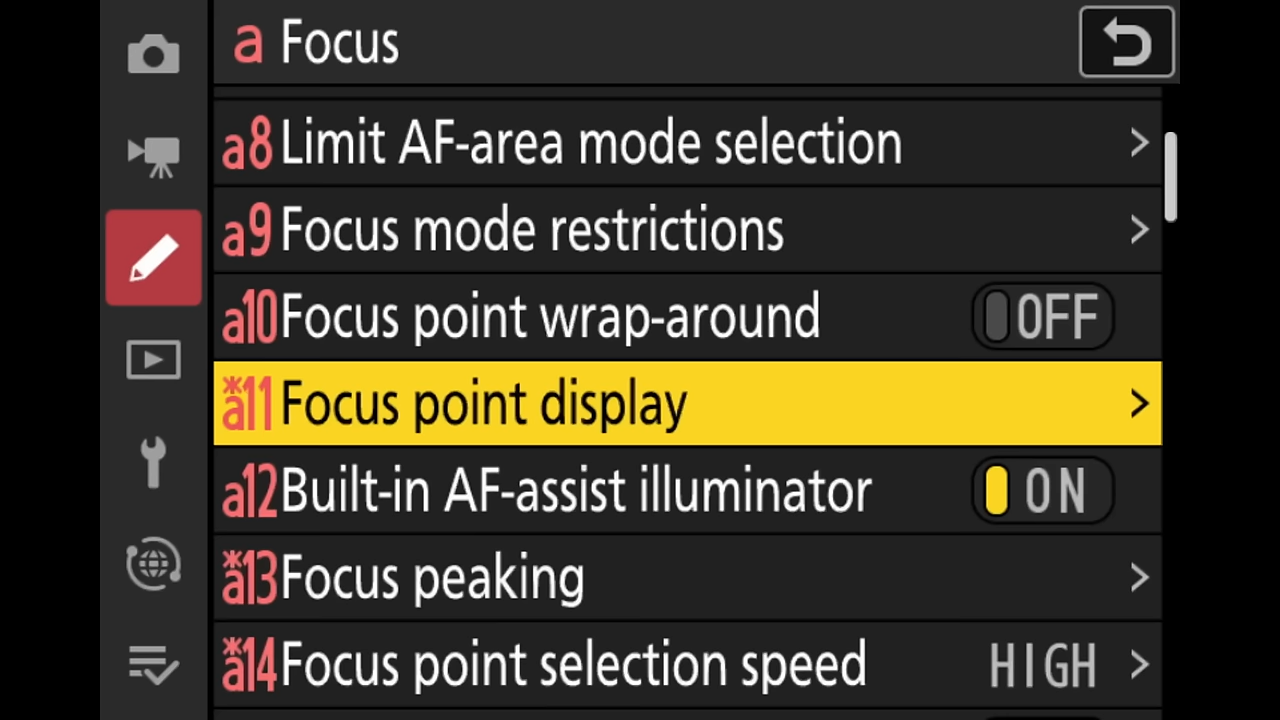 a Focus
a8 Limit AF-area mode selection >
a9 Focus mode restrictions >
a10 Focus point wrap-around OFF
*a11 Focus point display >
a12 Built-in AF-assist illuminator ON
*a13 Focus peaking >
*a14 Focus point selection speed HIGH >